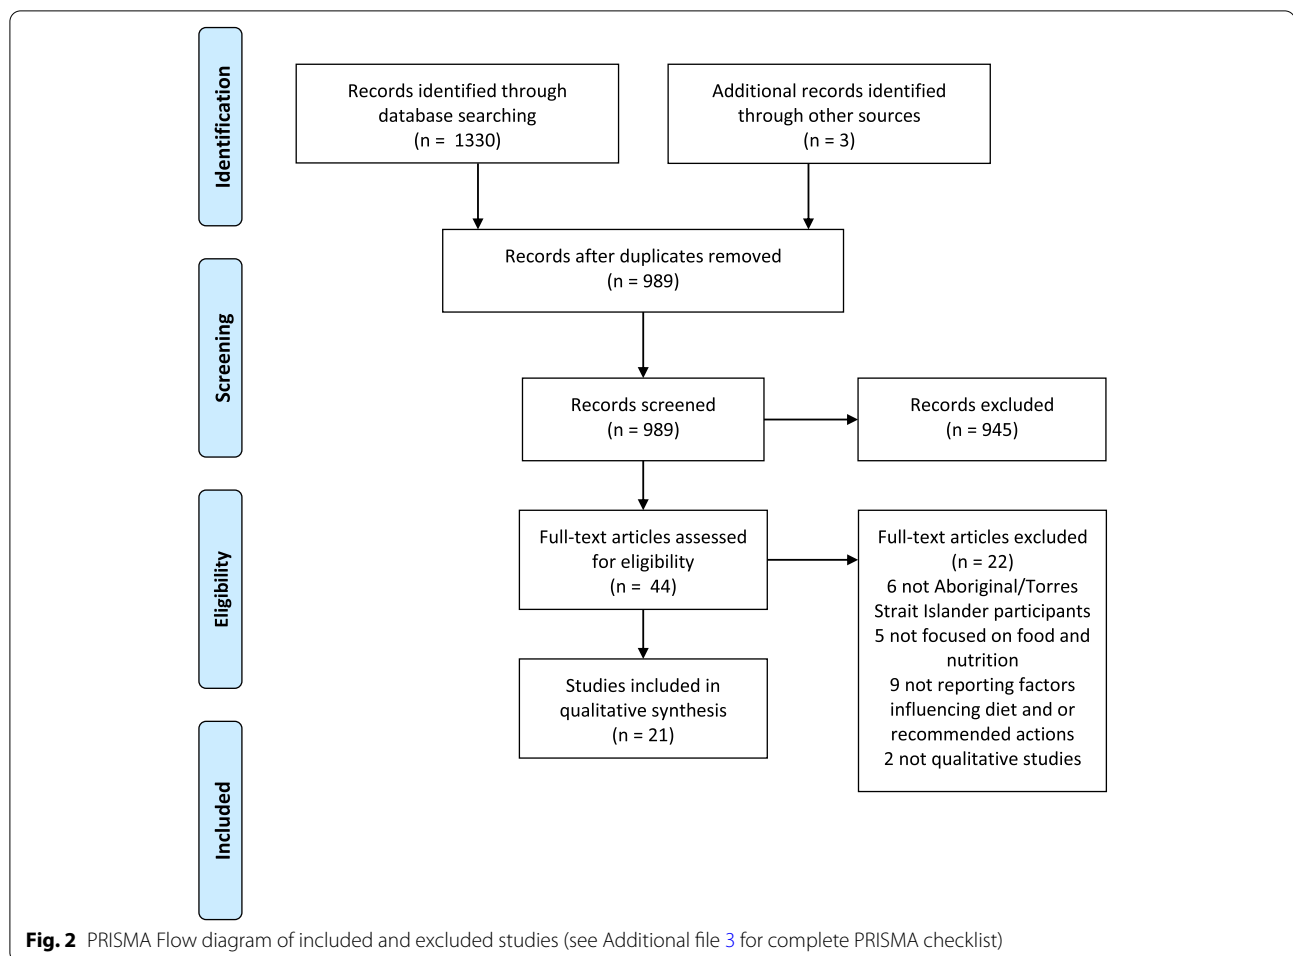 Identification
Records identified through
database searching
(n = 1330)
Additional records identified
through other sources
(n = 3)
Records after duplicates removed
(n = 989)
Screening
Records screened
(n = 989)
Records excluded
(n = 945)
Eligibility
Full-text articles assessed
for eligibility
(n = 44)
Full-text articles excluded
(n = 22)
6 not Aboriginal/Torres
Strait Islander participants
5 not focused on food and
nutrition
9 not reporting factors
influencing diet and or
recommended actions
2 not qualitative studies
Included
Studies included in
qualitative synthesis
(n = 21)
Fig. 2 PRISMA Flow diagram of included and excluded studies (see Additional file 3 for complete PRISMA checklist)